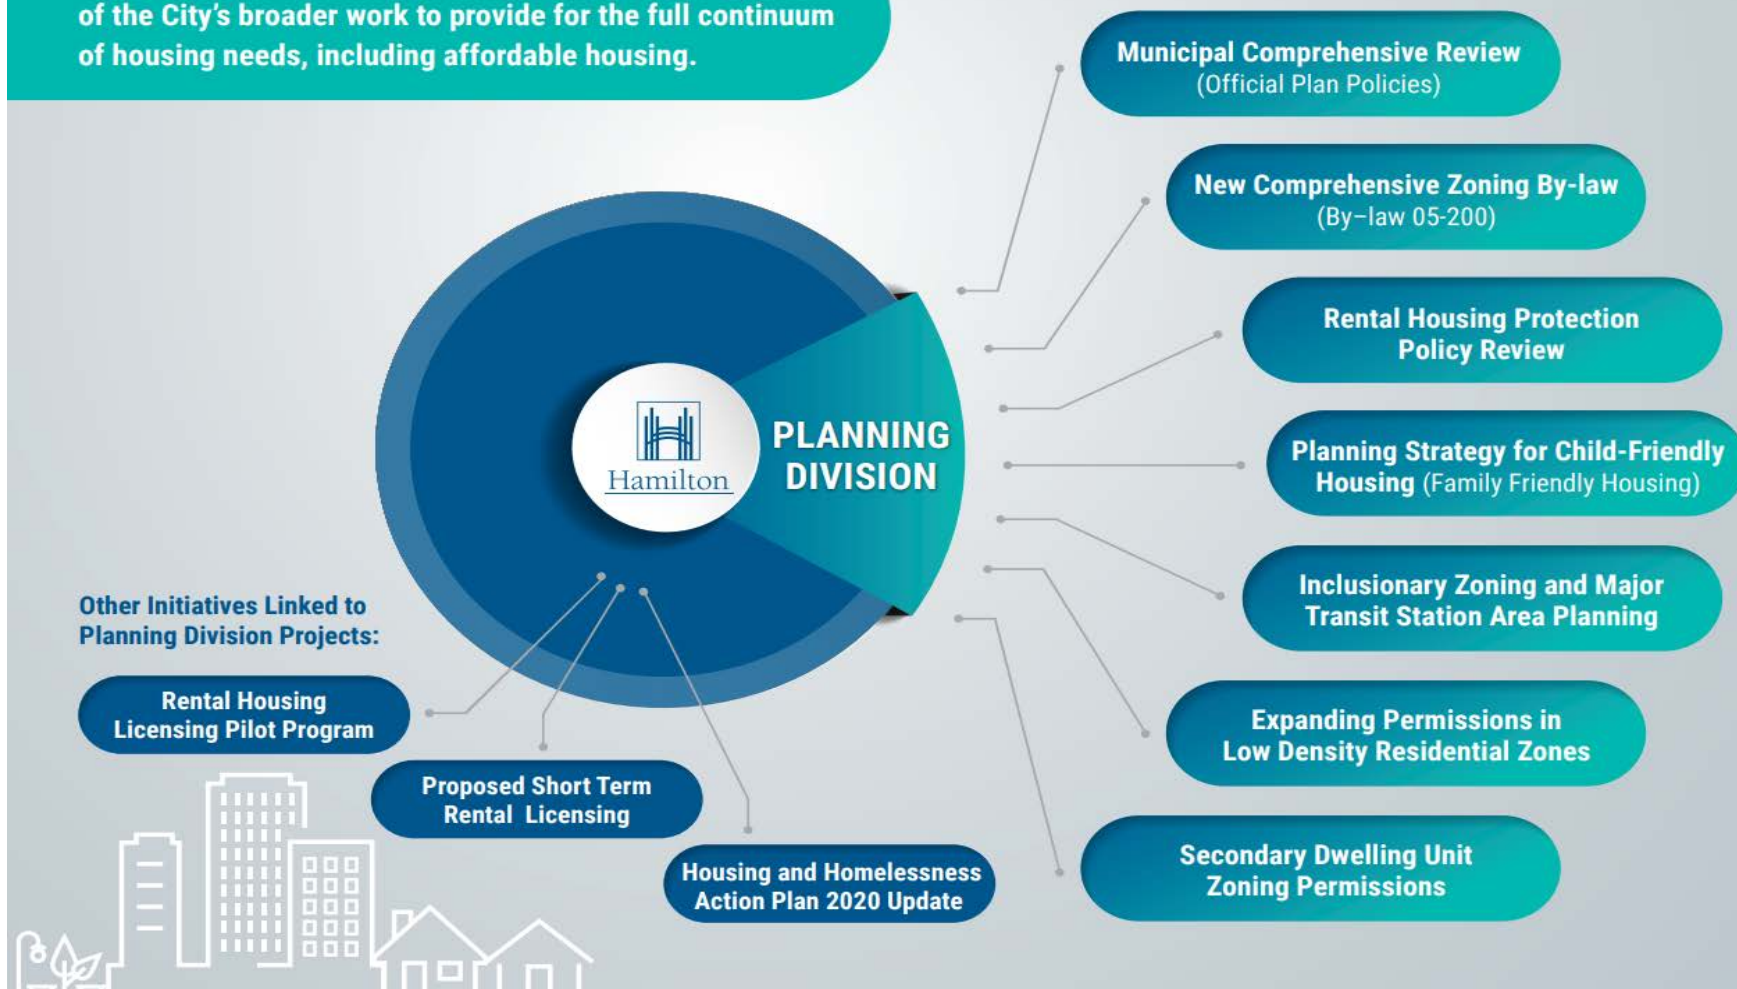 of the City's broader work to provide for the full continuum
of housing needs, including affordable housing.
Municipal Comprehensive Review
(Official Plan Policies)
New Comprehensive Zoning By-law
(By–law 05-200)
Rental Housing Protection
Policy Review
Planning Strategy for Child-Friendly
Housing (Family Friendly Housing)
Inclusionary Zoning and Major
Transit Station Area Planning
Expanding Permissions in
Low Density Residential Zones
Secondary Dwelling Unit
Zoning Permissions
PLANNING
DIVISION
Hamilton
Other Initiatives Linked to
Planning Division Projects:
Rental Housing
Licensing Pilot Program
Proposed Short Term
Rental Licensing
Housing and Homelessness
Action Plan 2020 Update